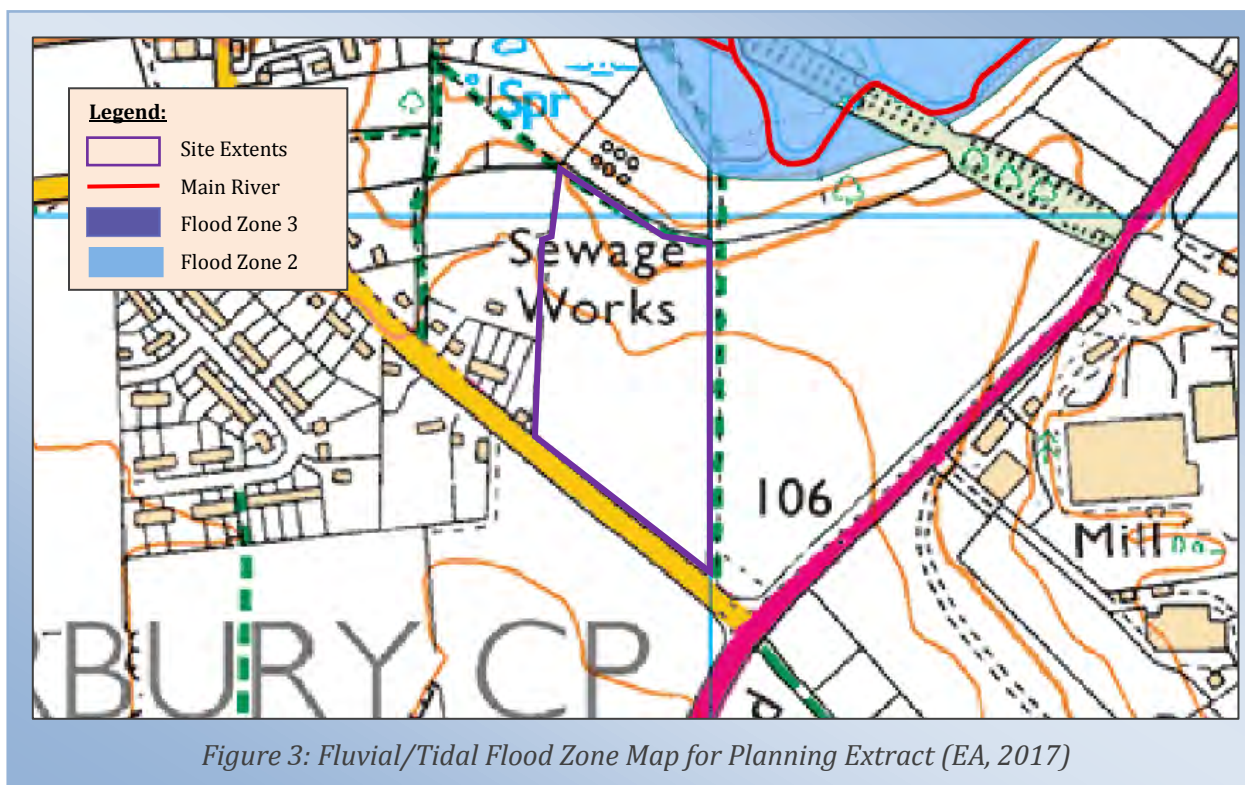 Spr
Legend:
Site Extents
Main River
Flood Zone 3
Flood Zone 2
Sewage
Works
106
Mill
RBURY CP
Figure 3: Fluvial/Tidal Flood Zone Map for Planning Extract (EA, 2017)